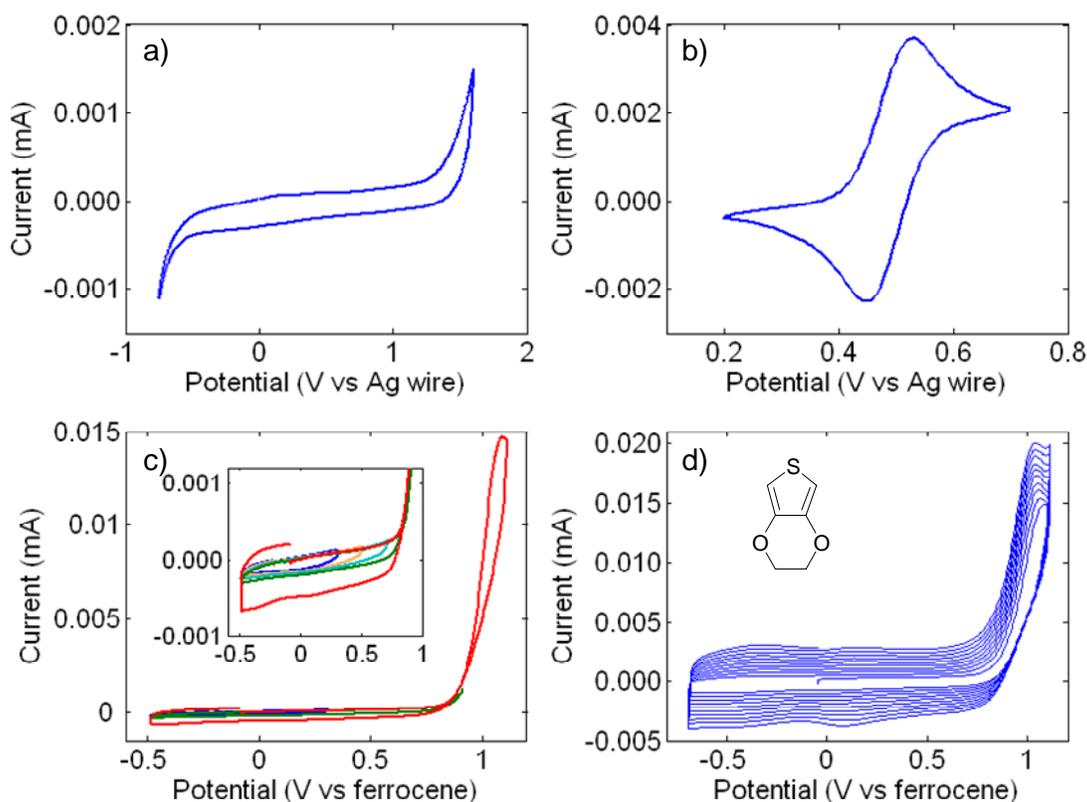 a)
0.002
0.001
0.000
-0.001
-1
0
1
2
Current (mA)
Potential (V vs Ag wire)
b)
0.004
0.002
0.000
-0.002
0.2
0.4
0.6
0.8
Current (mA)
Potential (V vs Ag wire)
c)
0.015
0.01
0.005
0
-0.5
0
0.5
1
Current (mA)
Potential (V vs ferrocene)
0.001
0.000
-0.001
-0.5
0
0.5
1
d)
0.020
0.015
0.010
0.005
0.000
-0.005
-0.5
0
0.5
1
Current (mA)
Potential (V vs ferrocene)
S
O
O